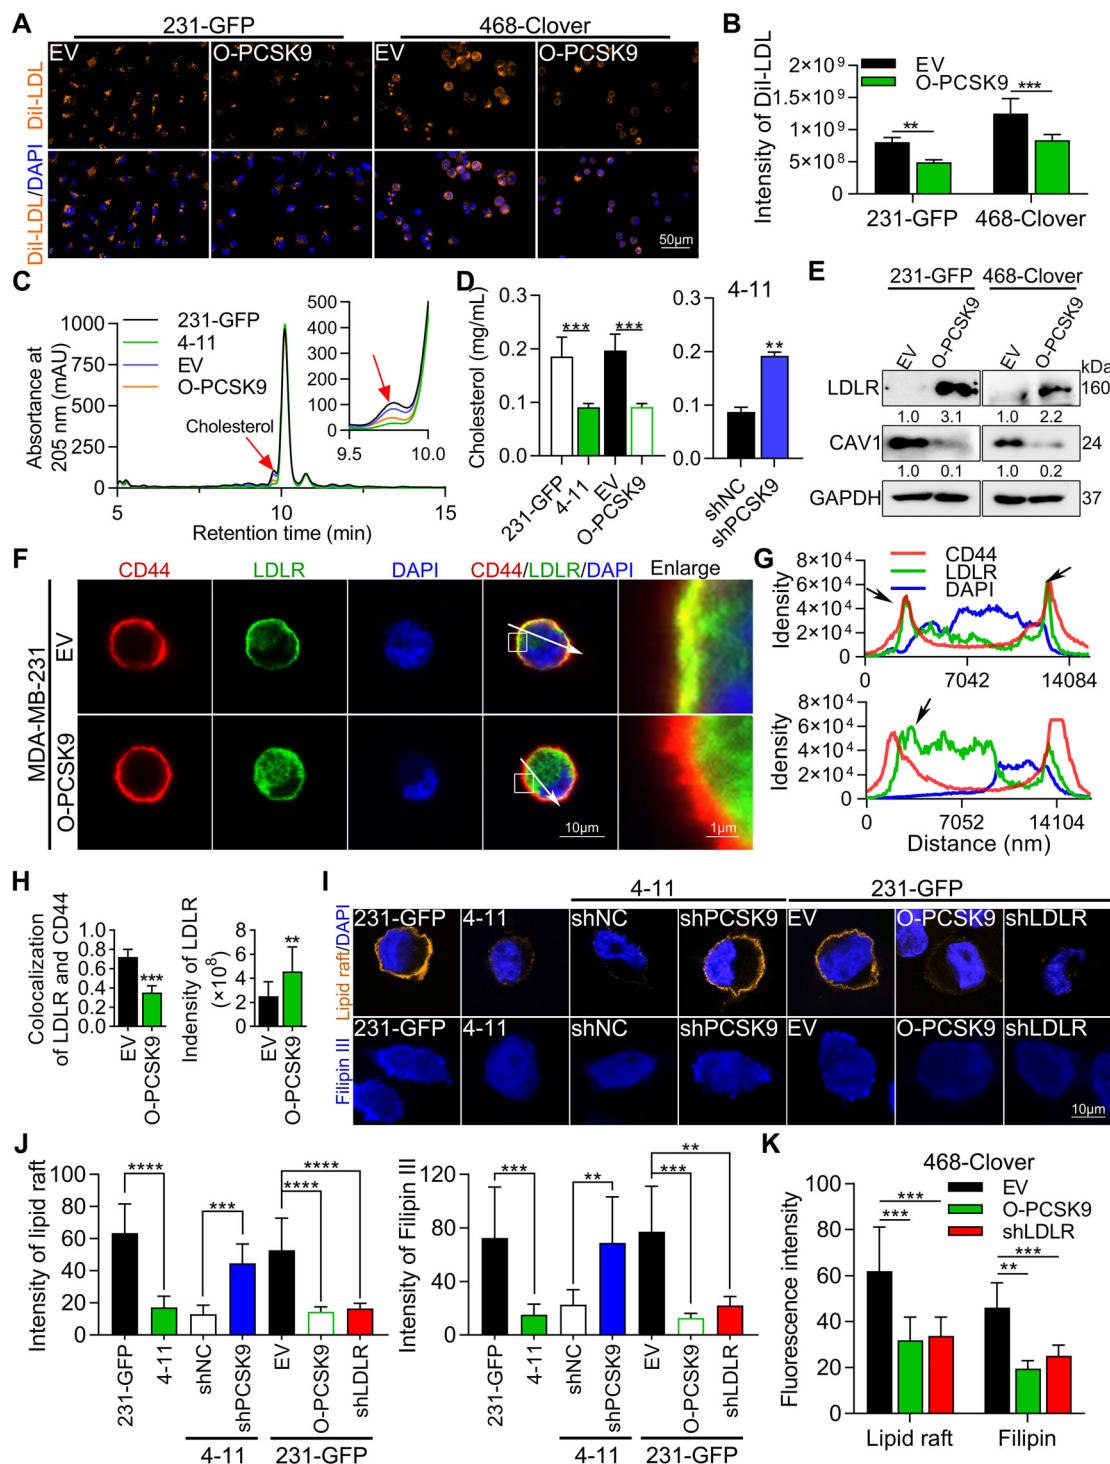 A
231-GFP
468-Clover
EV
O-PCSK9
EV
O-PCSK9
Dil-LDL
Dil-LDL/DAPI
50μm
B
EV
O-PCSK9
Intensity of Dil-LDL
2×10⁹
1.5×10⁹
1×10⁹
5×10⁸
0
**
***
231-GFP
468-Clover
C
231-GFP
4-11
EV
O-PCSK9
Absortance at
205 nm (mAU)
1000
750
500
250
0
Cholesterol
5
10
15
Retention time (min)
500
400
300
200
100
0
9.5
10.0
D
Cholesterol (mg/mL)
0.3
0.2
0.1
0.0
***
***
231-GFP
4-11
EV
O-PCSK9
4-11
0.3
0.2
0.1
0.0
**
shNC
shPCSK9
E
231-GFP
468-Clover
EV
O-PCSK9
EV
O-PCSK9
kDa
LDLR
160
1.0
3.1
1.0
2.2
CAV1
24
1.0
0.1
1.0
0.2
GAPDH
37
F
CD44
LDLR
DAPI
CD44/LDLR/DAPI
Enlarge
MDA-MB-231
EV
O-PCSK9
10μm
1μm
G
CD44
LDLR
DAPI
Idensity
8×10⁴
6×10⁴
4×10⁴
2×10⁴
0
0
7042
14084
Idensity
8×10⁴
6×10⁴
4×10⁴
2×10⁴
0
0
7052
14104
Distance (nm)
H
Colocalization
of LDLR and CD44
1.0
0.8
0.6
0.4
0.2
0.0
***
EV
O-PCSK9
Indensity of LDLR
(×10⁸)
8
6
4
2
0
**
EV
O-PCSK9
I
4-11
231-GFP
Lipid raft/DAPI
231-GFP
4-11
shNC
shPCSK9
EV
O-PCSK9
shLDLR
Filipin III
231-GFP
4-11
shNC
shPCSK9
EV
O-PCSK9
shLDLR
10μm
J
Intensity of lipid raft
100
80
60
40
20
0
****
***
****
****
231-GFP
4-11
shNC
shPCSK9
EV
O-PCSK9
shLDLR
4-11
231-GFP
Intensity of Filipin III
120
80
40
0
***
**
***
**
231-GFP
4-11
shNC
shPCSK9
EV
O-PCSK9
shLDLR
4-11
231-GFP
K
468-Clover
EV
O-PCSK9
shLDLR
Fluorescence intensity
100
80
60
40
20
0
***
***
***
**
Lipid raft
Filipin